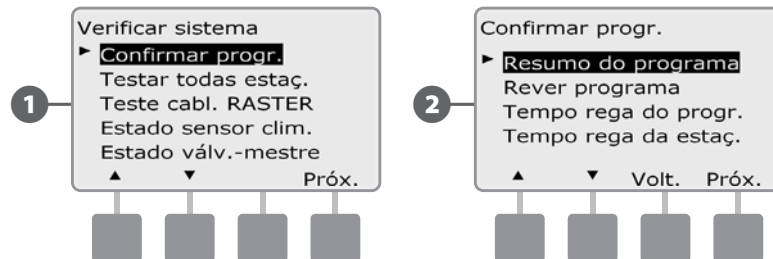 Verificar sistema
► Confirmar progr.
Testar todas estaç.
Teste cabl. RASTER
Estado sensor clim.
Estado válv.-mestre
▲ ▼ Próx.
1
Confirmar progr.
► Resumo do programa
Rever programa
Tempo rega do progr.
Tempo rega da estaç.
▲ ▼ Volt. Próx.
2